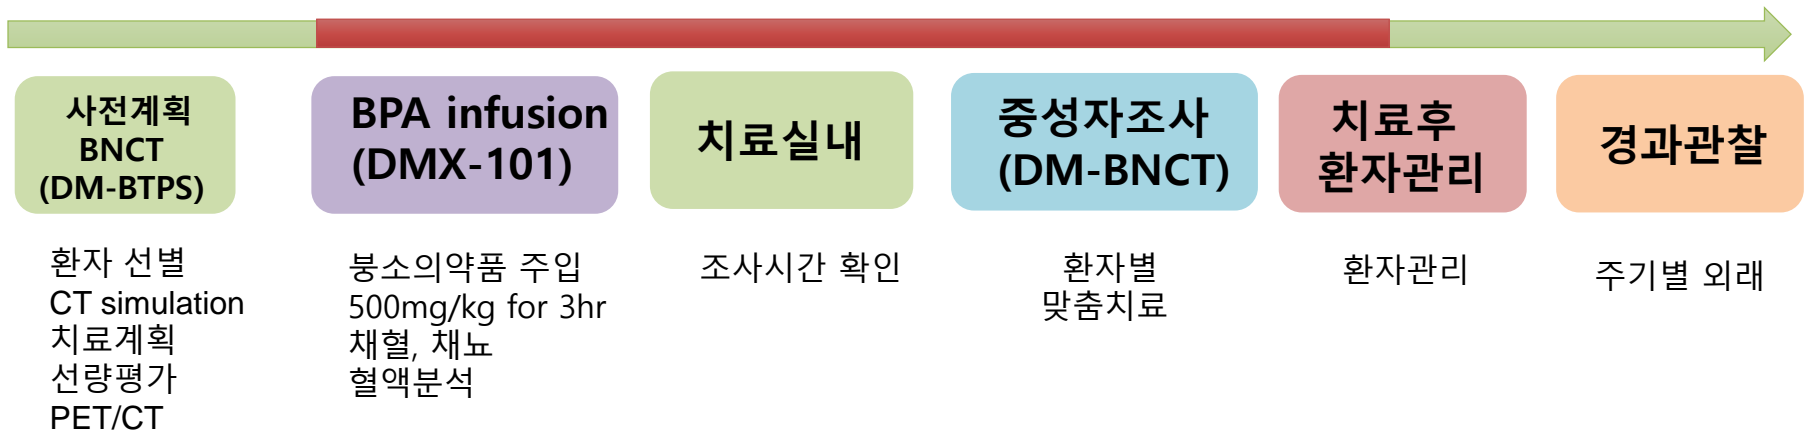 사전계획
BNCT
(DM-BTPS)
환자 선별
CT simulation
치료계획
선량평가
PET/CT
BPA infusion
(DMX-101)
붕소의약품 주입
500mg/kg for 3hr
채혈, 채뇨
혈액분석
치료실내
조사시간 확인
중성자조사
(DM-BNCT)
환자별
맞춤치료
치료후
환자관리
환자관리
경과관찰
주기별 외래